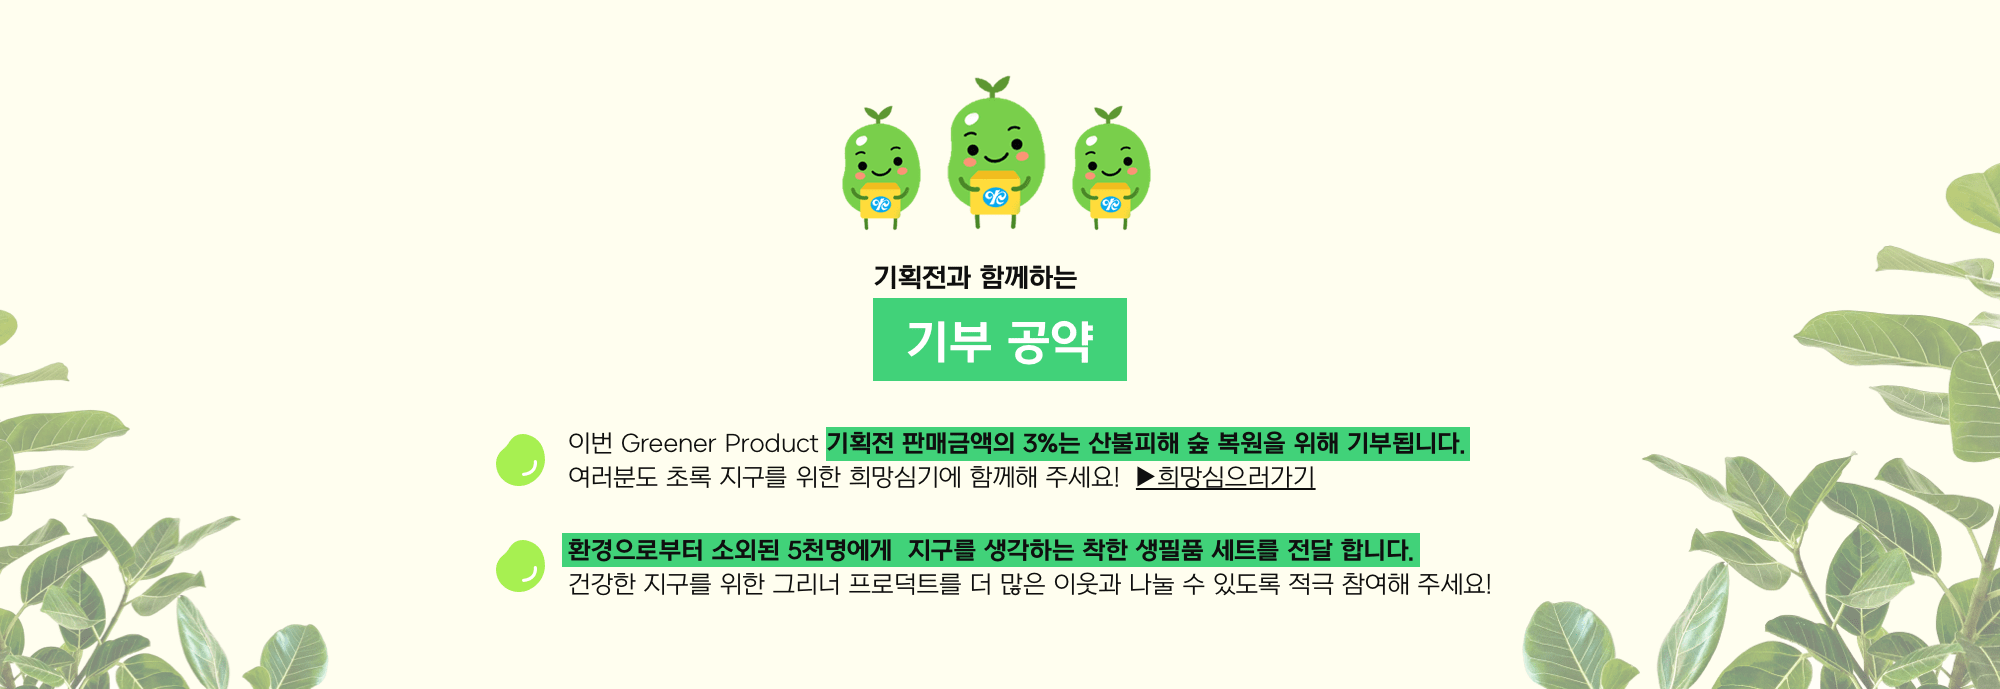 기획전과 함께하는
기부 공약
이번 Greener Product 기획전 판매금액의 3%는 산불피해 숲 복원을 위해 기부됩니다.
여러분도 초록 지구를 위한 희망심기에 함께해 주세요! ▶희망심으러가기
환경으로부터 소외된 5천명에게 지구를 생각하는 착한 생필품 세트를 전달 합니다.
건강한 지구를 위한 그리너 프로덕트를 더 많은 이웃과 나눌 수 있도록 적극 참여해 주세요!